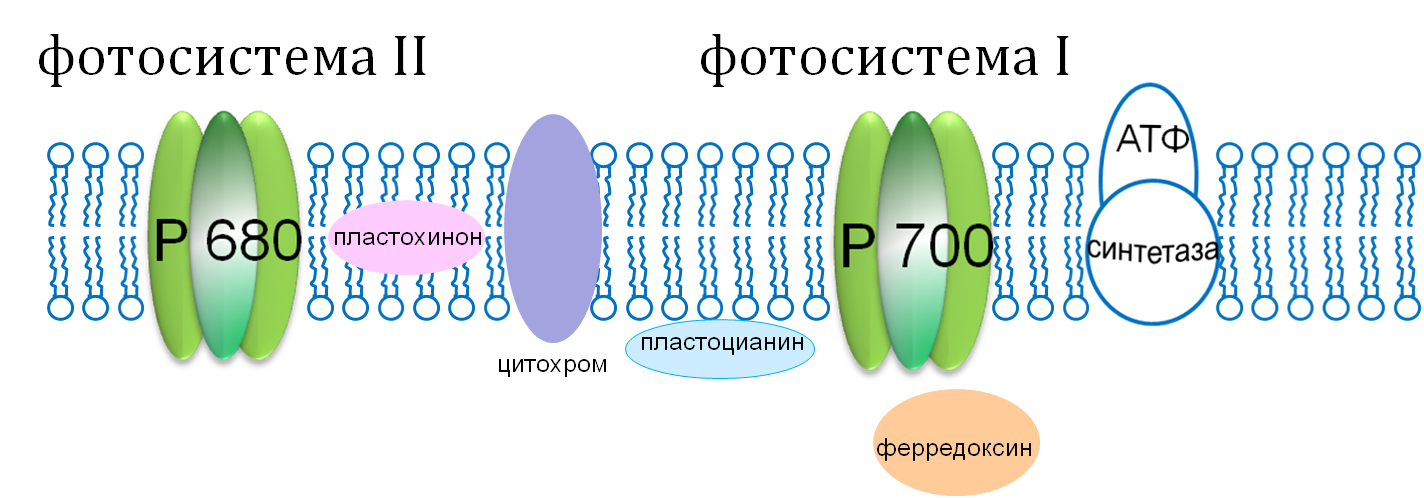 фотосистема II
фотосистема I
АТФ
синтетаза
P 680
пластохинон
P 700
пластоцианин
цитохром
ферредоксин